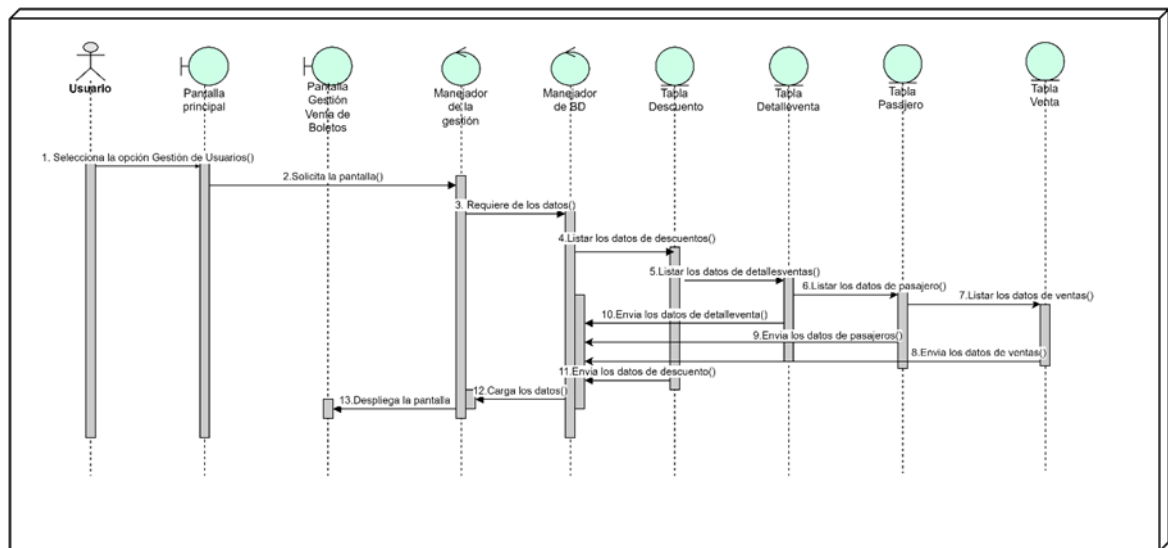 Usuario
Pantalla
principal
Pantalla
Gestión
Venta de
Boletos
Manejador
de la
gestión
Manejador
de BD
Tabla
Descuento
Tabla
Detalleventa
Tabla
Pasajero
Tabla
Venta
1. Selecciona la opción Gestión de Usuarios()
2.Solicita la pantalla()
3. Requiere de los datos()
4.Listar los datos de descuentos()
5.Listar los datos de detallesventas()
6.Listar los datos de pasajero()
7.Listar los datos de ventas()
10.Envia los datos de detalleventa()
9.Envia los datos de pasajeros()
8.Envia los datos de ventas()
11.Envia los datos de descuento()
12.Carga los datos()
13.Despliega la pantalla